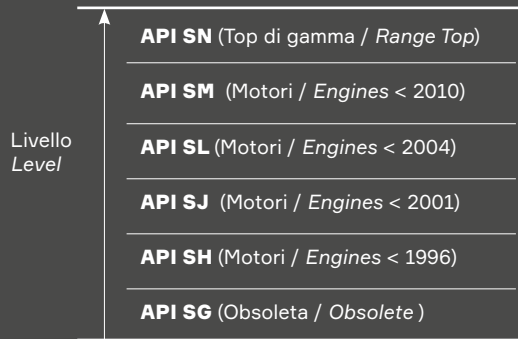 API SN (Top di gamma / Range Top)
API SM (Motori / Engines < 2010)
Livello
Level
API SL (Motori / Engines < 2004)
API SJ (Motori / Engines < 2001)
API SH (Motori / Engines < 1996)
API SG (Obsoleta / Obsolete )